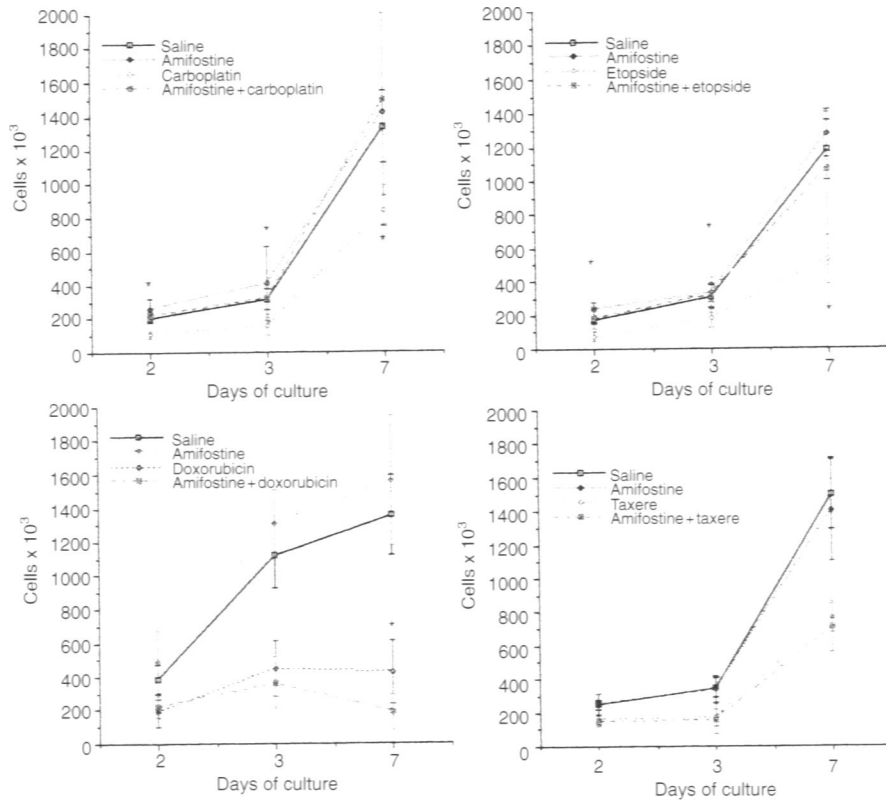 2000
1800
1600
1400
1200
1000
800
600
400
200
0
Cells x 10³
Saline
Amifostine
Carboplatin
Amifostine + carboplatin
2
3
7
Days of culture
2000
1800
1600
1400
1200
1000
800
600
400
200
0
Cells x 10³
Saline
Amifostine
Etopside
Amifostine + etopside
2
3
7
Days of culture
2000
1800
1600
1400
1200
1000
800
600
400
200
0
Cells x 10³
Saline
Amifostine
Doxorubicin
Amifostine + doxorubicin
2
3
7
Days of culture
2000
1800
1600
1400
1200
1000
800
600
400
200
0
Cells x 10³
Saline
Amifostine
Taxere
Amifostine + taxere
2
3
7
Days of culture